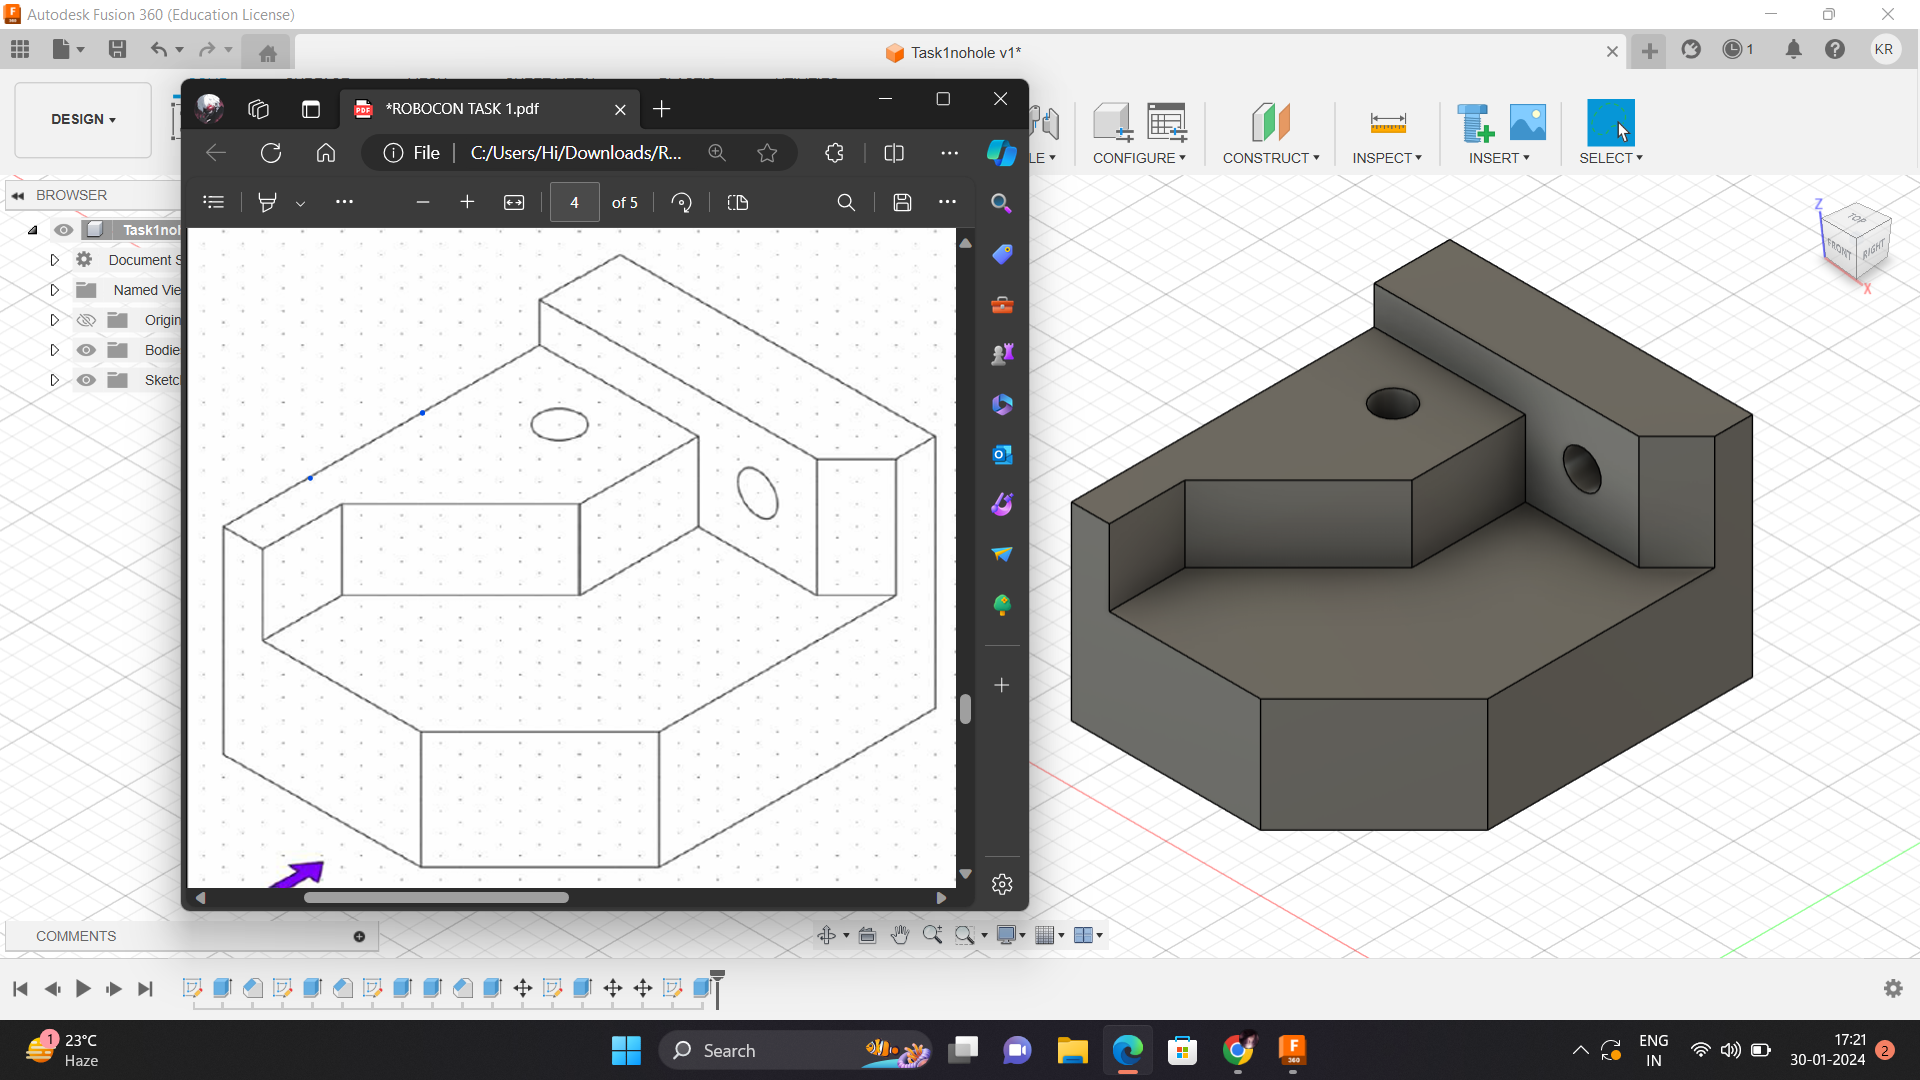 Autodesk Fusion 360 (Education License)
Task1nohole v1*
1
KR
DESIGN
*ROBOCON TASK 1.pdf
File
C:/Users/Hi/Downloads/R...
4
of 5
CONFIGURE
CONSTRUCT
INSPECT
INSERT
SELECT
BROWSER
Task1noh
Document S
Named Vie
Origin
Bodie
Sketc
Z
TOP
FRONT
RIGHT
X
COMMENTS
1
23°C
Haze
Search
ENG
IN
17:21
30-01-2024
2